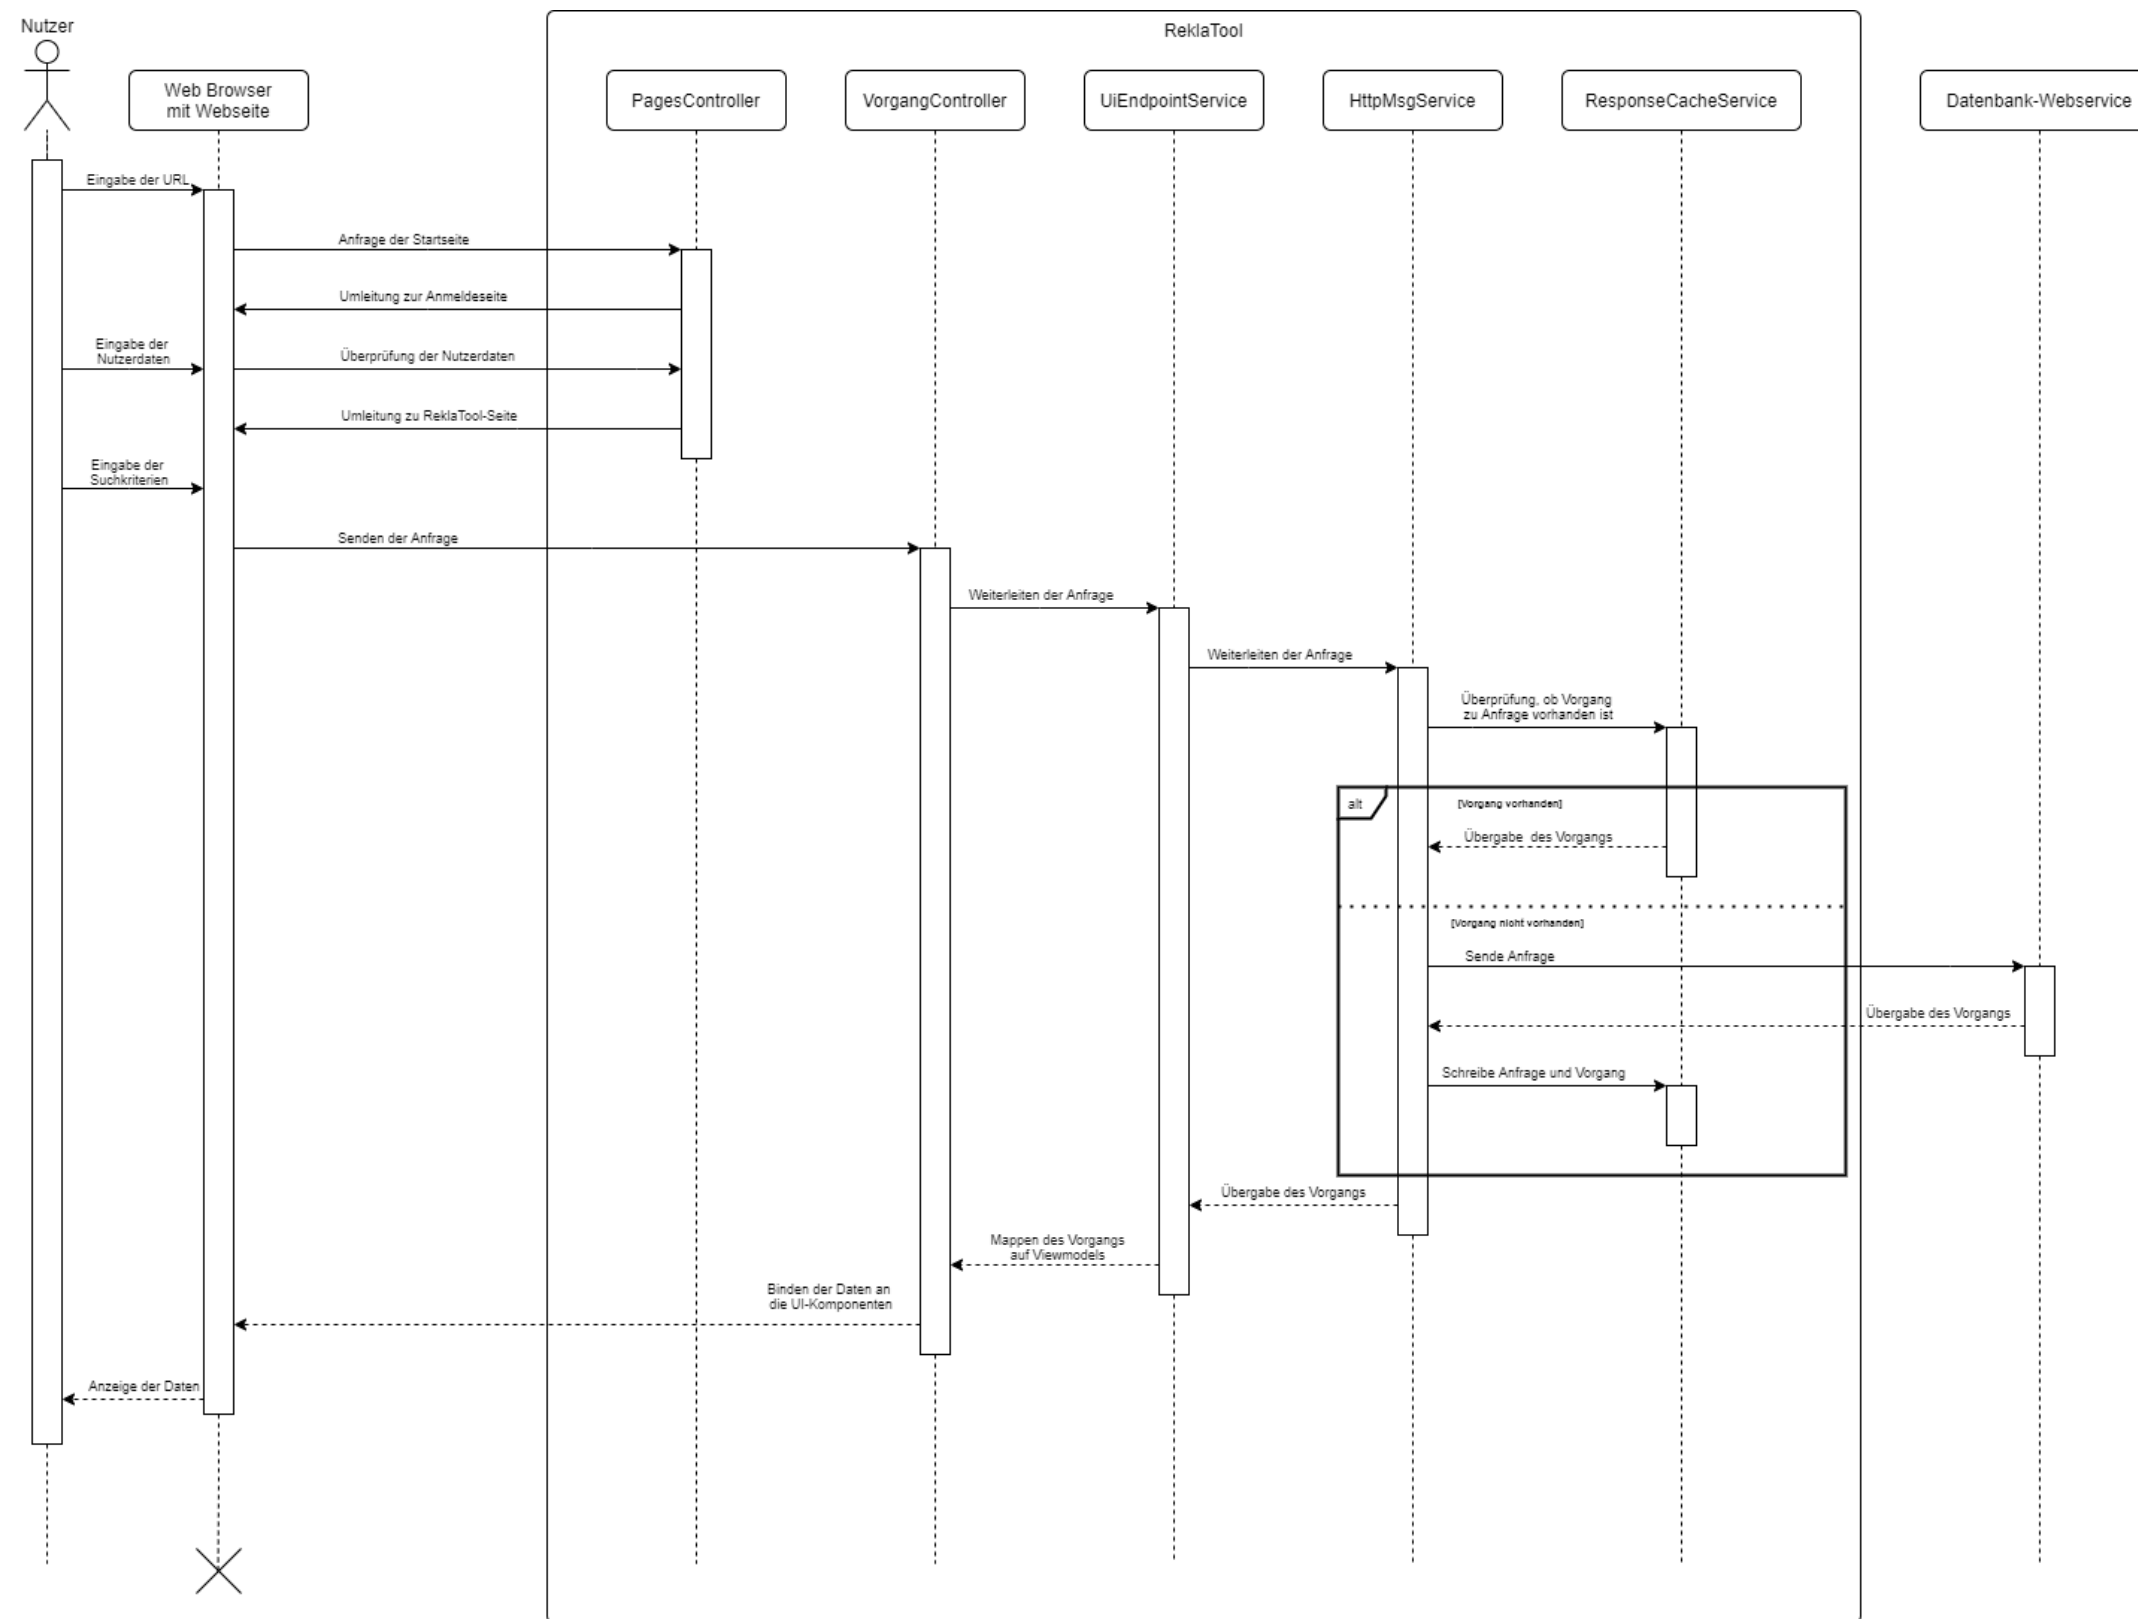 Nutzer
ReklaTool
Web Browser
mit Webseite
PagesController
VorgangController
UiEndpointService
HttpMsgService
ResponseCacheService
Datenbank-Webservice
Eingabe der URL
Anfrage der Startseite
Umleitung zur Anmeldeseite
Eingabe der
Nutzerdaten
Überprüfung der Nutzerdaten
Umleitung zu ReklaTool-Seite
Eingabe der
Suchkriterien
Senden der Anfrage
Weiterleiten der Anfrage
Weiterleiten der Anfrage
Überprüfung, ob Vorgang
zu Anfrage vorhanden ist
alt
[Vorgang vorhanden]
Übergabe des Vorgangs
[Vorgang nicht vorhanden]
Sende Anfrage
Übergabe des Vorgangs
Schreibe Anfrage und Vorgang
Übergabe des Vorgangs
Mappen des Vorgangs
auf Viewmodels
Binden der Daten an
die UI-Komponenten
Anzeige der Daten